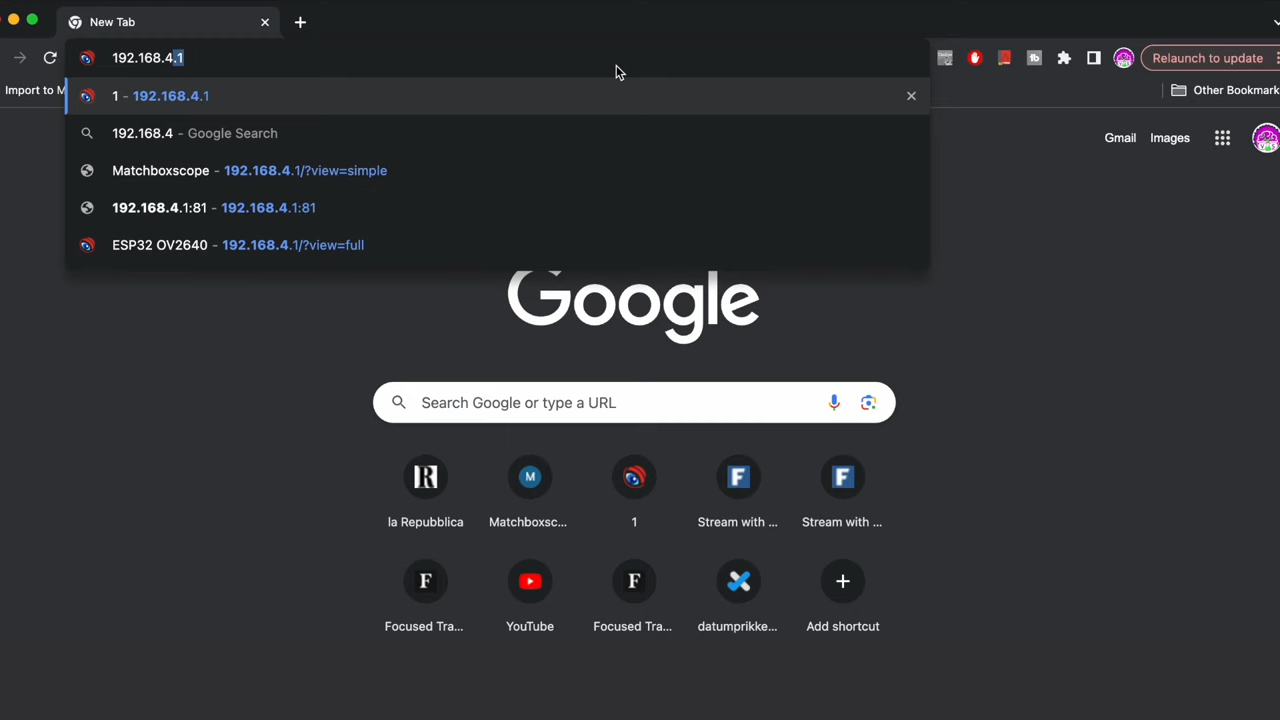 New Tab
192.168.4.1
Relaunch to update
Import to M
Other Bookmark
1 - 192.168.4.1
192.168.4 - Google Search
Matchboxscope - 192.168.4.1/?view=simple
192.168.4.1:81 - 192.168.4.1:81
ESP32 OV2640 - 192.168.4.1/?view=full
Gmail Images
Google
Search Google or type a URL
R M F F
la Repubblica Matchboxsc... 1 Stream with ... Stream with ...
F F
Focused Tra... YouTube Focused Tra... datumprikke... Add shortcut